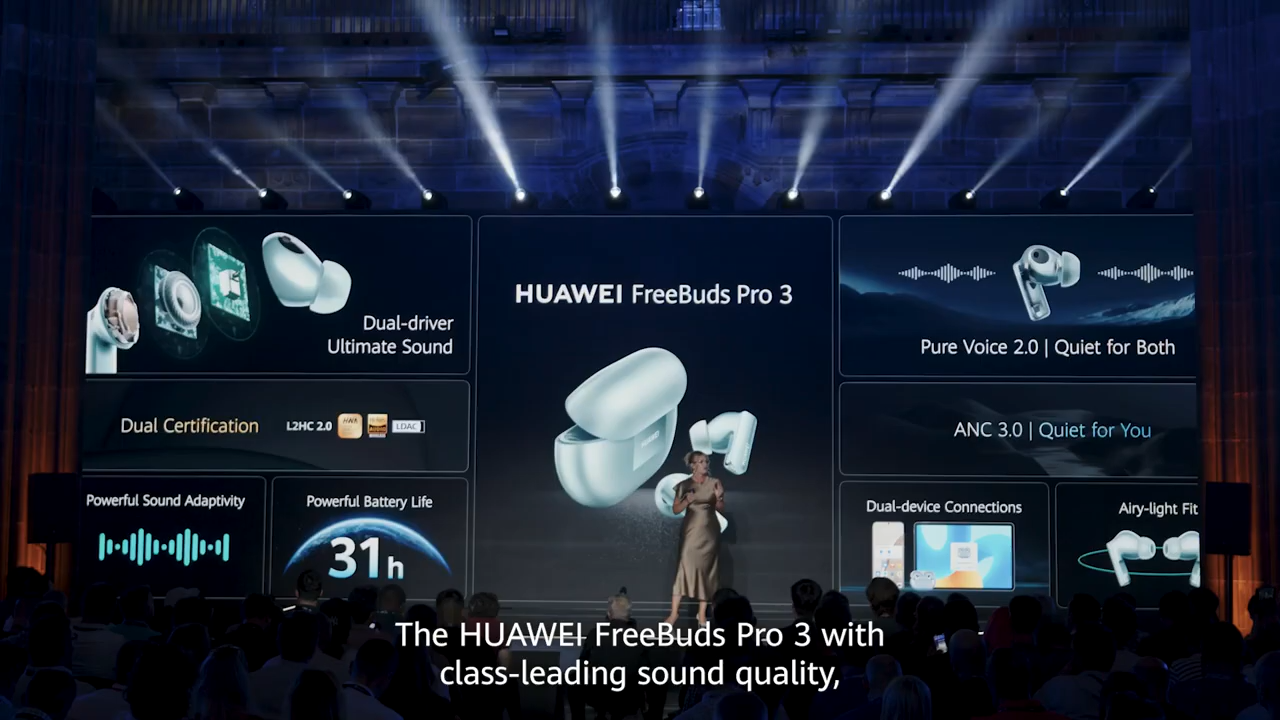 Dual-driver
Ultimate Sound
Dual Certification
L2HC 2.0
HWA
LDAC
Powerful Sound Adaptivity
Powerful Battery Life
31h
HUAWEI FreeBuds Pro 3
HUAWEI
Pure Voice 2.0 | Quiet for Both
ANC 3.0 | Quiet for You
Dual-device Connections
Airy-light Fit
The HUAWEI FreeBuds Pro 3 with
class-leading sound quality,